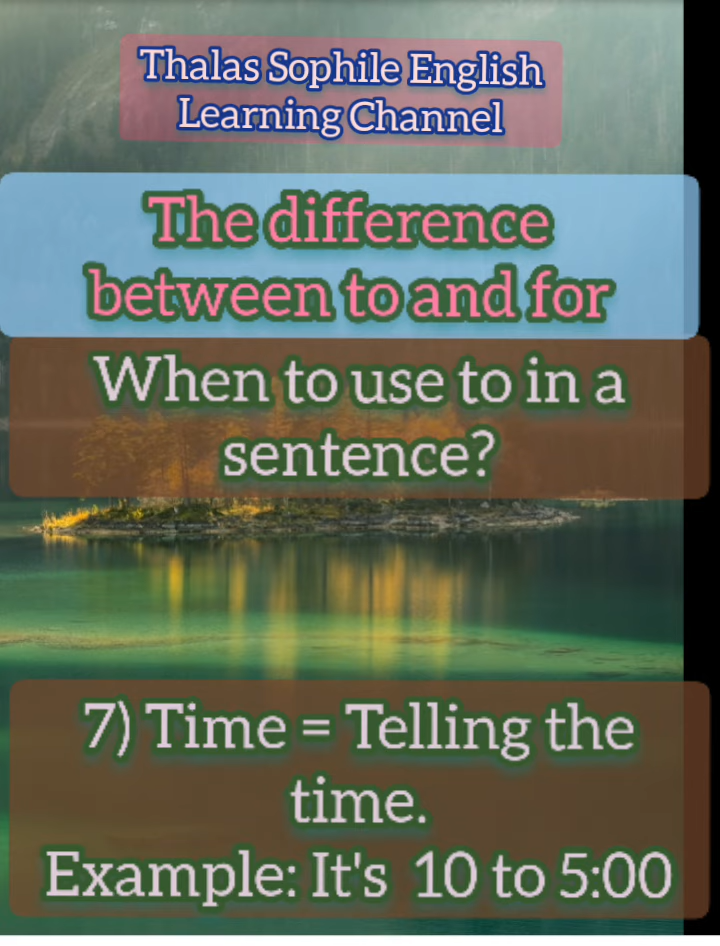 Thalas Sophile English
Learning Channel
The difference
between to and for
When to use to in a
sentence?
7) Time = Telling the
time.
Example: It's 10 to 5:00